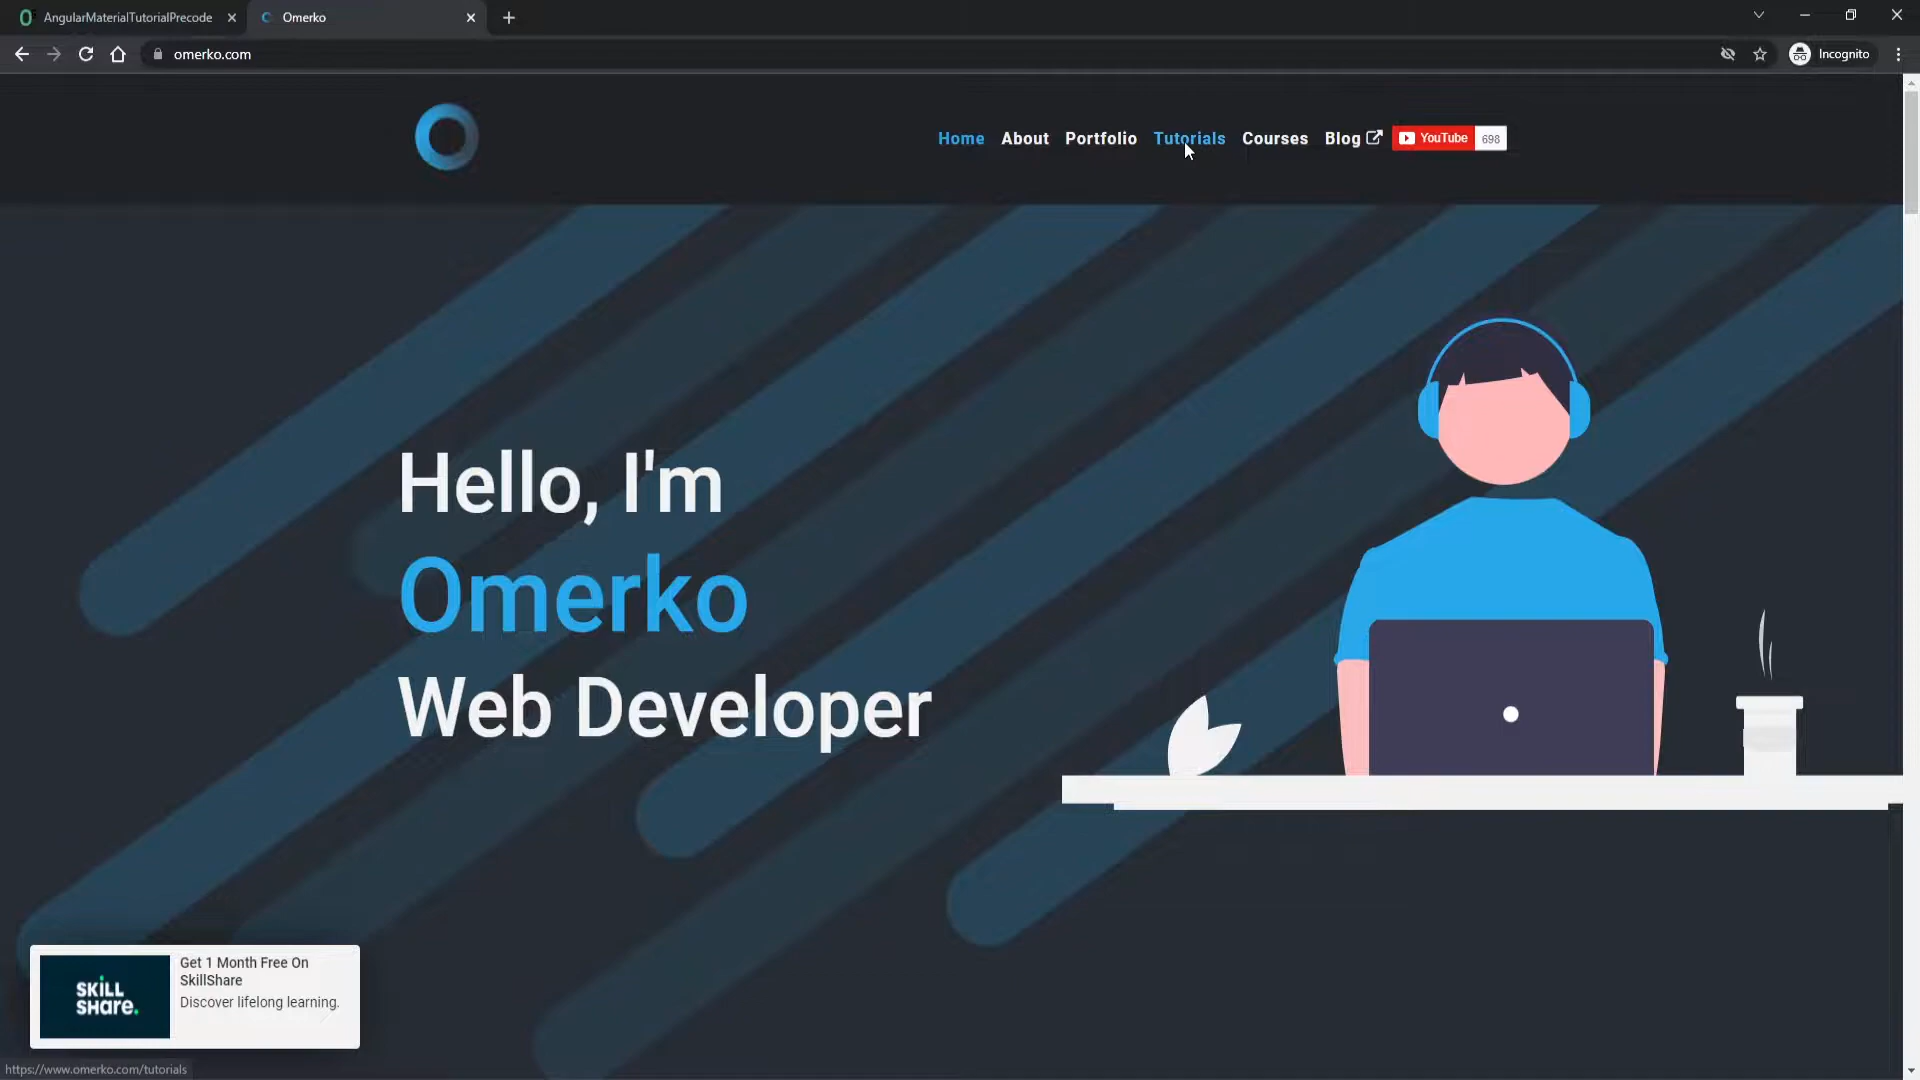 AngularMaterialTutorialPrecode
Omerko
omerko.com
Incognito
Home About Portfolio Tutorials Courses Blog YouTube 698
Hello, I'm
Omerko
Web Developer
SKILL
SHare.
Get 1 Month Free On
SkillShare
Discover lifelong learning.
https://www.omerko.com/tutorials